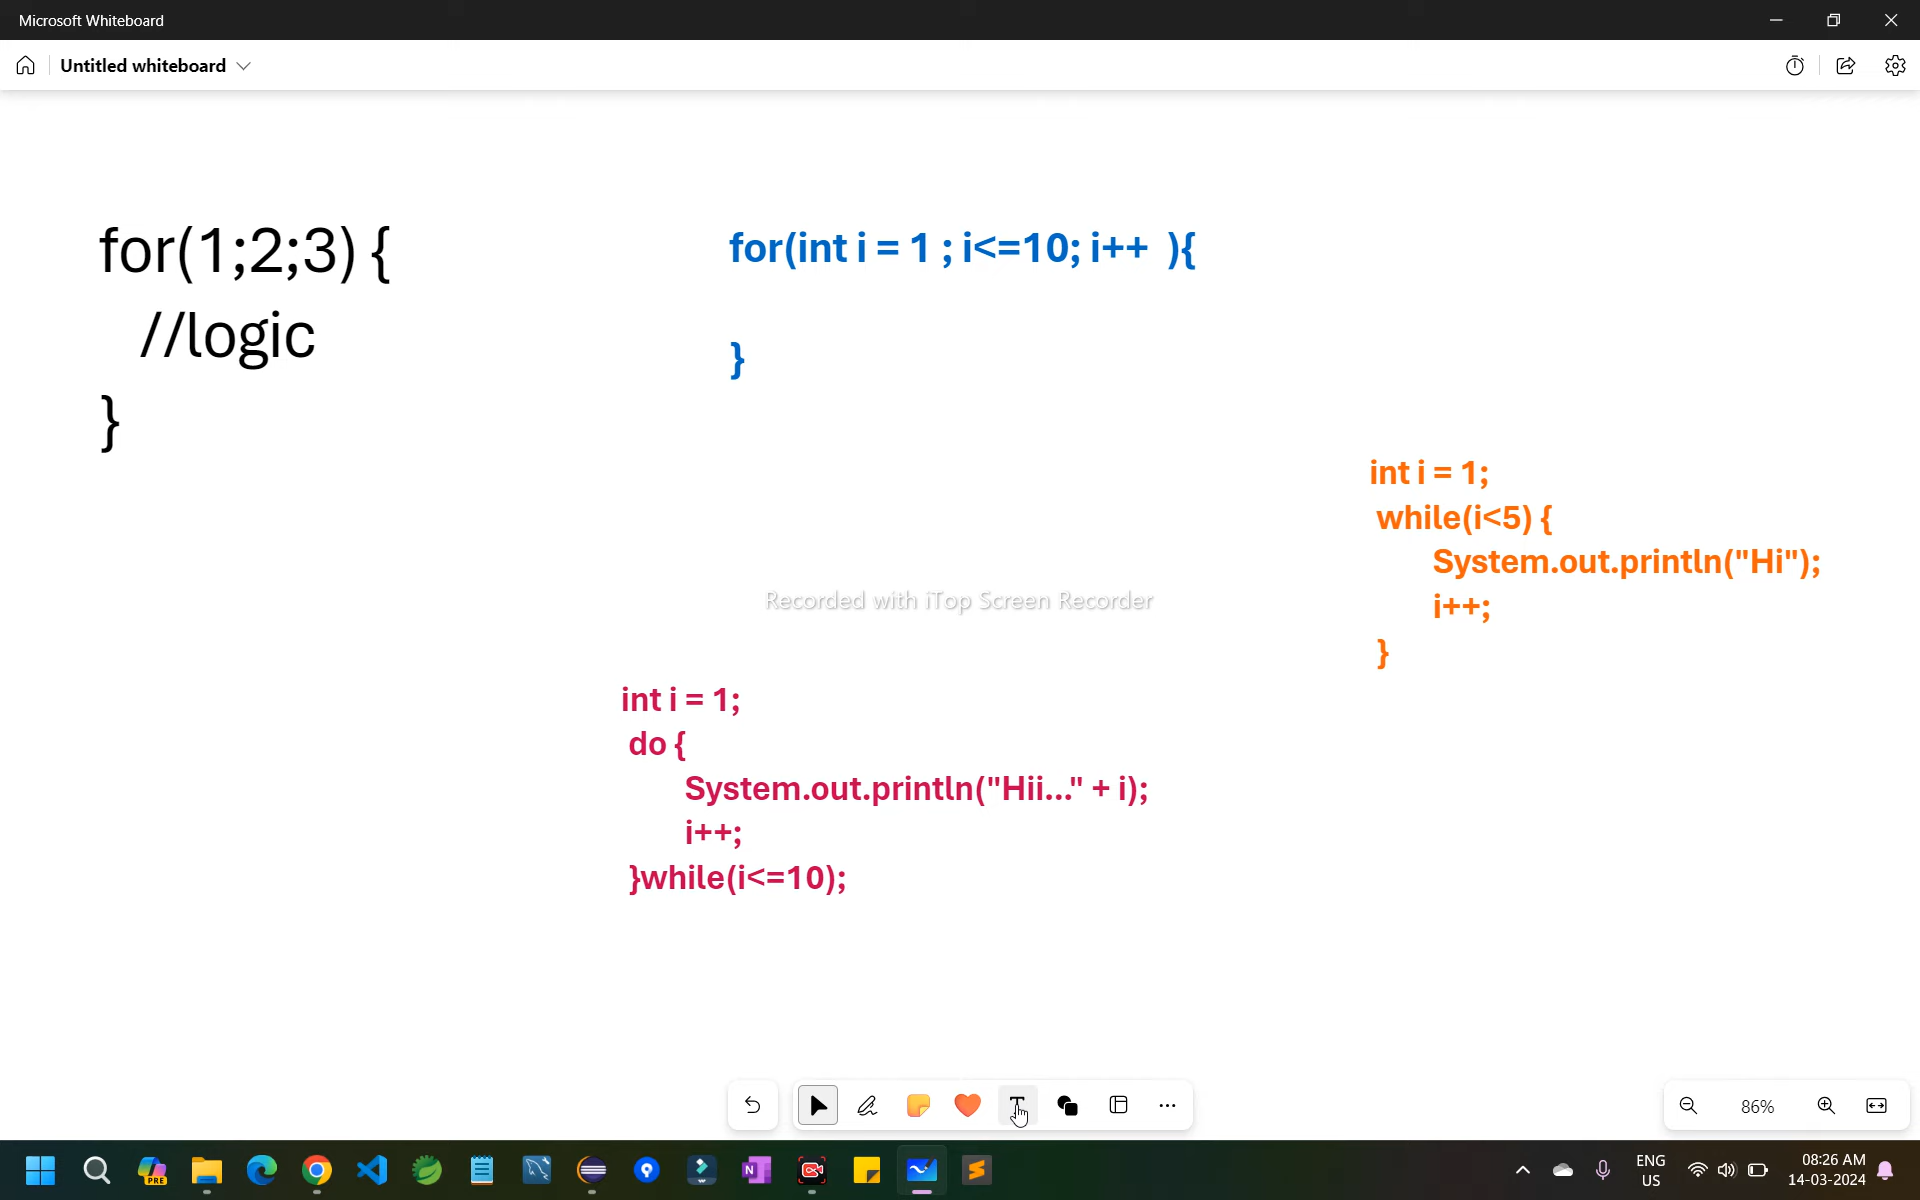 Microsoft Whiteboard
Untitled whiteboard
for(1;2;3) {
//logic
}
for(int i = 1 ; i<=10; i++ ){
}
int i = 1;
while(i<5) {
System.out.println("Hi");
i++;
}
Recorded with iTop Screen Recorder
int i = 1;
do {
System.out.println("Hii..." + i);
i++;
}while(i<=10);
86%
PRE
N
ENG
US
08:26 AM
14-03-2024